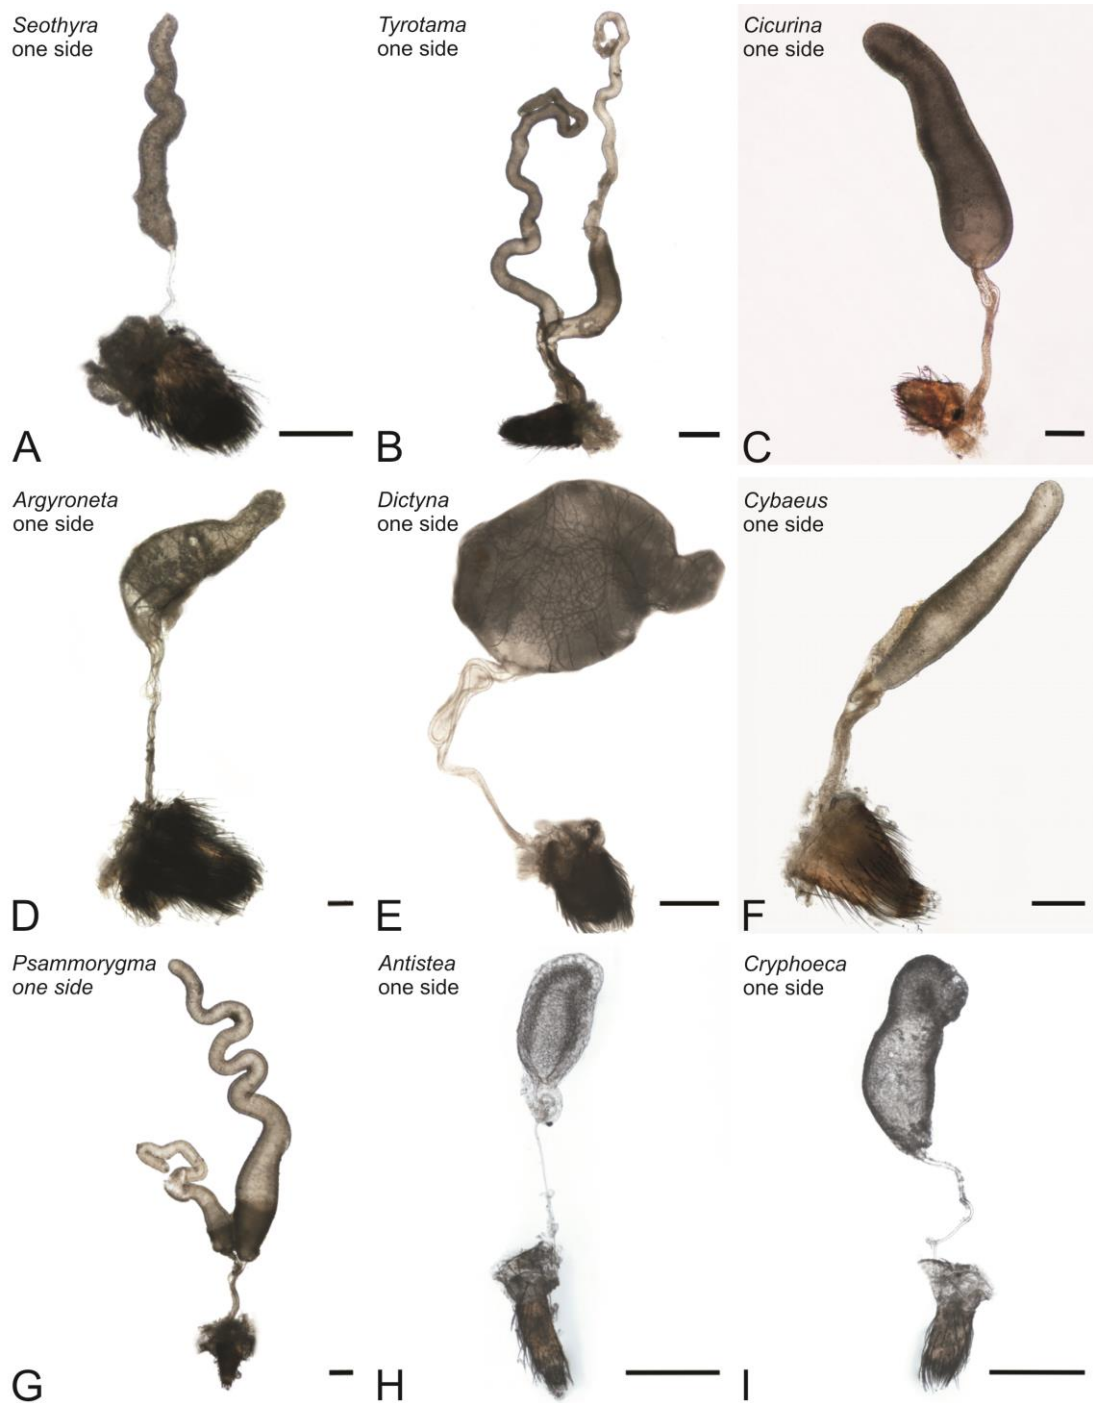 Seothyra
one side
A
Tyrotama
one side
B
Cicurina
one side
C
Argyroneta
one side
D
Dictyna
one side
E
Cybaeus
one side
F
Psammorygma
one side
G
Antistea
one side
H
Cryphoeca
one side
I